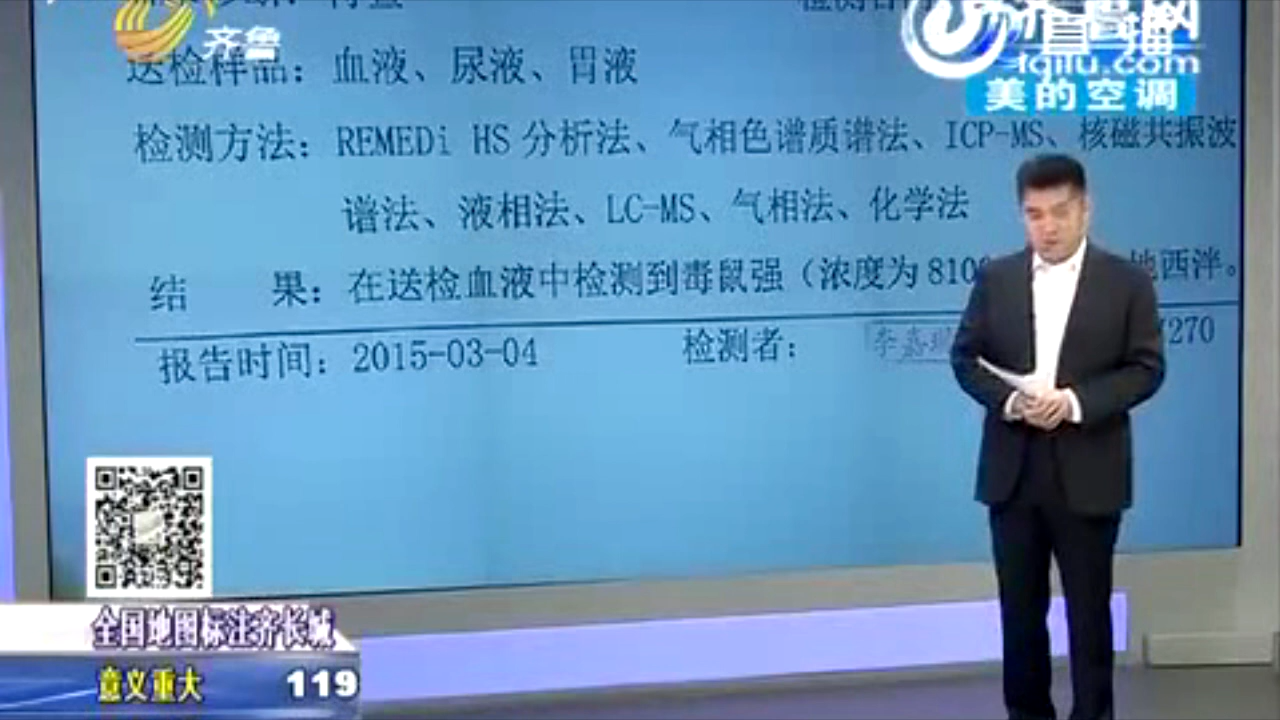 齐鲁
直播
iqilu.com
美的空调
送检样品：血液、尿液、胃液
检测方法：REMEDi HS 分析法、气相色谱质谱法、ICP-MS、核磁共振波
谱法、液相法、LC-MS、气相法、化学法
结 果：在送检血液中检测到毒鼠强（浓度为 810 地西泮。
报告时间：2015-03-04 检测者： 270
全国地图标注齐长城
意义重大 119